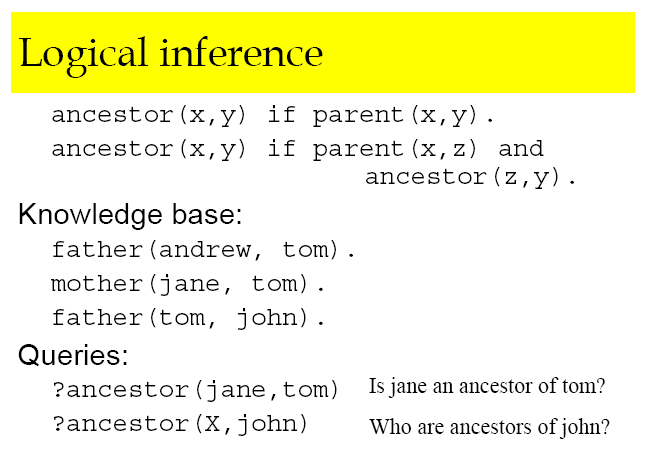 Logical inference
ancestor(x,y) if parent(x,y).
ancestor(x,y) if parent(x,z) and
ancestor(z,y).
Knowledge base:
father(andrew, tom).
mother(jane, tom).
father(tom, john).
Queries:
?ancestor(jane,tom) Is jane an ancestor of tom?
?ancestor(X,john) Who are ancestors of john?